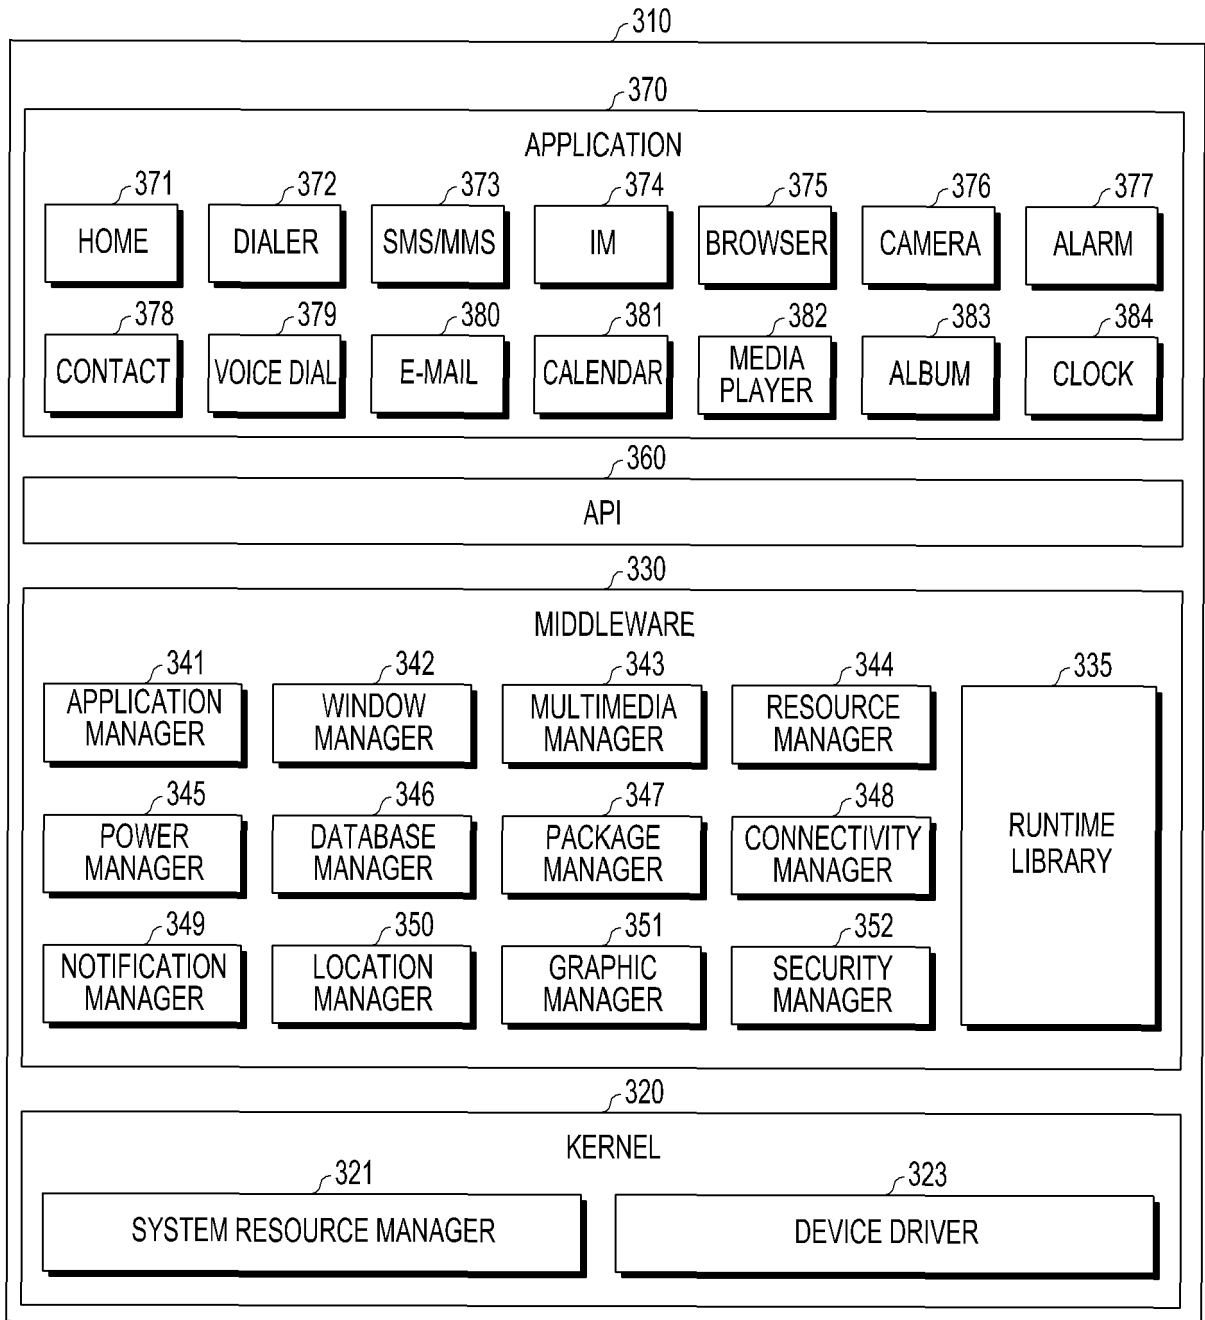 310
370
APPLICATION
371 372 373 374 375 376 377
HOME DIALER SMS/MMS IM BROWSER CAMERA ALARM
378 379 380 381 382 383 384
CONTACT VOICE DIAL E-MAIL CALENDAR MEDIA PLAYER ALBUM CLOCK
360
API
330
MIDDLEWARE
341 342 343 344 335
APPLICATION MANAGER
WINDOW MANAGER
MULTIMEDIA MANAGER
RESOURCE MANAGER
345 346 347 348
POWER MANAGER
DATABASE MANAGER
PACKAGE MANAGER
CONNECTIVITY MANAGER
RUNTIME LIBRARY
349 350 351 352
NOTIFICATION MANAGER
LOCATION MANAGER
GRAPHIC MANAGER
SECURITY MANAGER
320
KERNEL
321 323
SYSTEM RESOURCE MANAGER DEVICE DRIVER